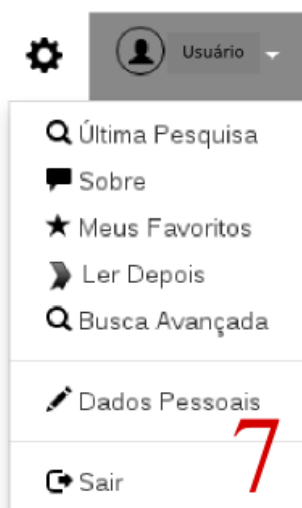 Usuário
Última Pesquisa
Sobre
Meus Favoritos
Ler Depois
Busca Avançada
Dados Pessoais
7
Sair